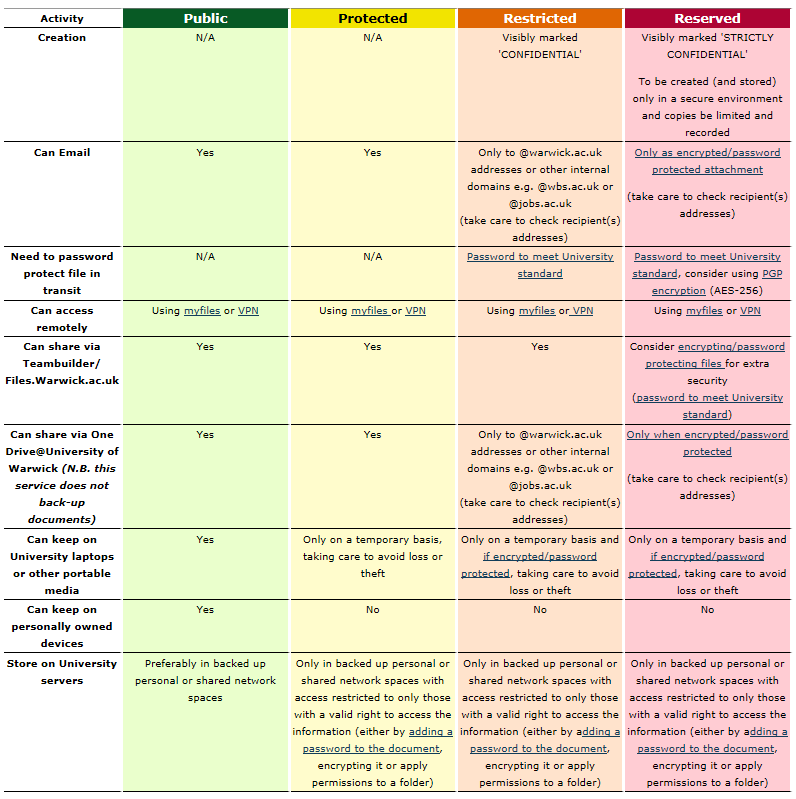 Activity Public Protected Restricted Reserved
Creation N/A N/A Visibly marked Visibly marked 'STRICTLY
'CONFIDENTIAL' CONFIDENTIAL'
To be created (and stored)
only in a secure environment
and copies be limited and
recorded
Can Email Yes Yes Only to @warwick.ac.uk Only as encrypted/password
addresses or other internal protected attachment
domains e.g. @wbs.ac.uk or
@jobs.ac.uk (take care to check recipient(s)
(take care to check recipient(s) addresses)
addresses)
Need to password N/A N/A Password to meet University Password to meet University
protect file in standard standard, consider using PGP
transit encryption (AES-256)
Can access Using myfiles or VPN Using myfiles or VPN Using myfiles or VPN Using myfiles or VPN
remotely
Can share via Yes Yes Yes Consider encrypting/password
Teambuilder/ protecting files for extra
Files.Warwick.ac.uk security
(password to meet University
standard)
Can share via One Yes Yes Only to @warwick.ac.uk Only when encrypted/password
Drive@University of addresses or other internal protected
Warwick (N.B. this domains e.g. @wbs.ac.uk or
service does not @jobs.ac.uk (take care to check recipient(s)
back-up (take care to check recipient(s) addresses)
documents) addresses)
Can keep on Yes Only on a temporary basis, Only on a temporary basis and Only on a temporary basis and
University laptops taking care to avoid loss or if encrypted/password if encrypted/password
or other portable theft protected, taking care to avoid protected, taking care to avoid
media loss or theft loss or theft
Can keep on Yes No No No
personally owned
devices
Store on University Preferably in backed up Only in backed up personal or Only in backed up personal or Only in backed up personal or
servers personal or shared network shared network spaces with shared network spaces with shared network spaces with
spaces access restricted to only those access restricted to only those access restricted to only those
with a valid right to access the with a valid right to access the with a valid right to access the
information (either by adding a information (either by adding a information (either by adding a
password to the document, password to the document, password to the document,
encrypting it or apply encrypting it or apply encrypting it or apply
permissions to a folder) permissions to a folder) permissions to a folder)